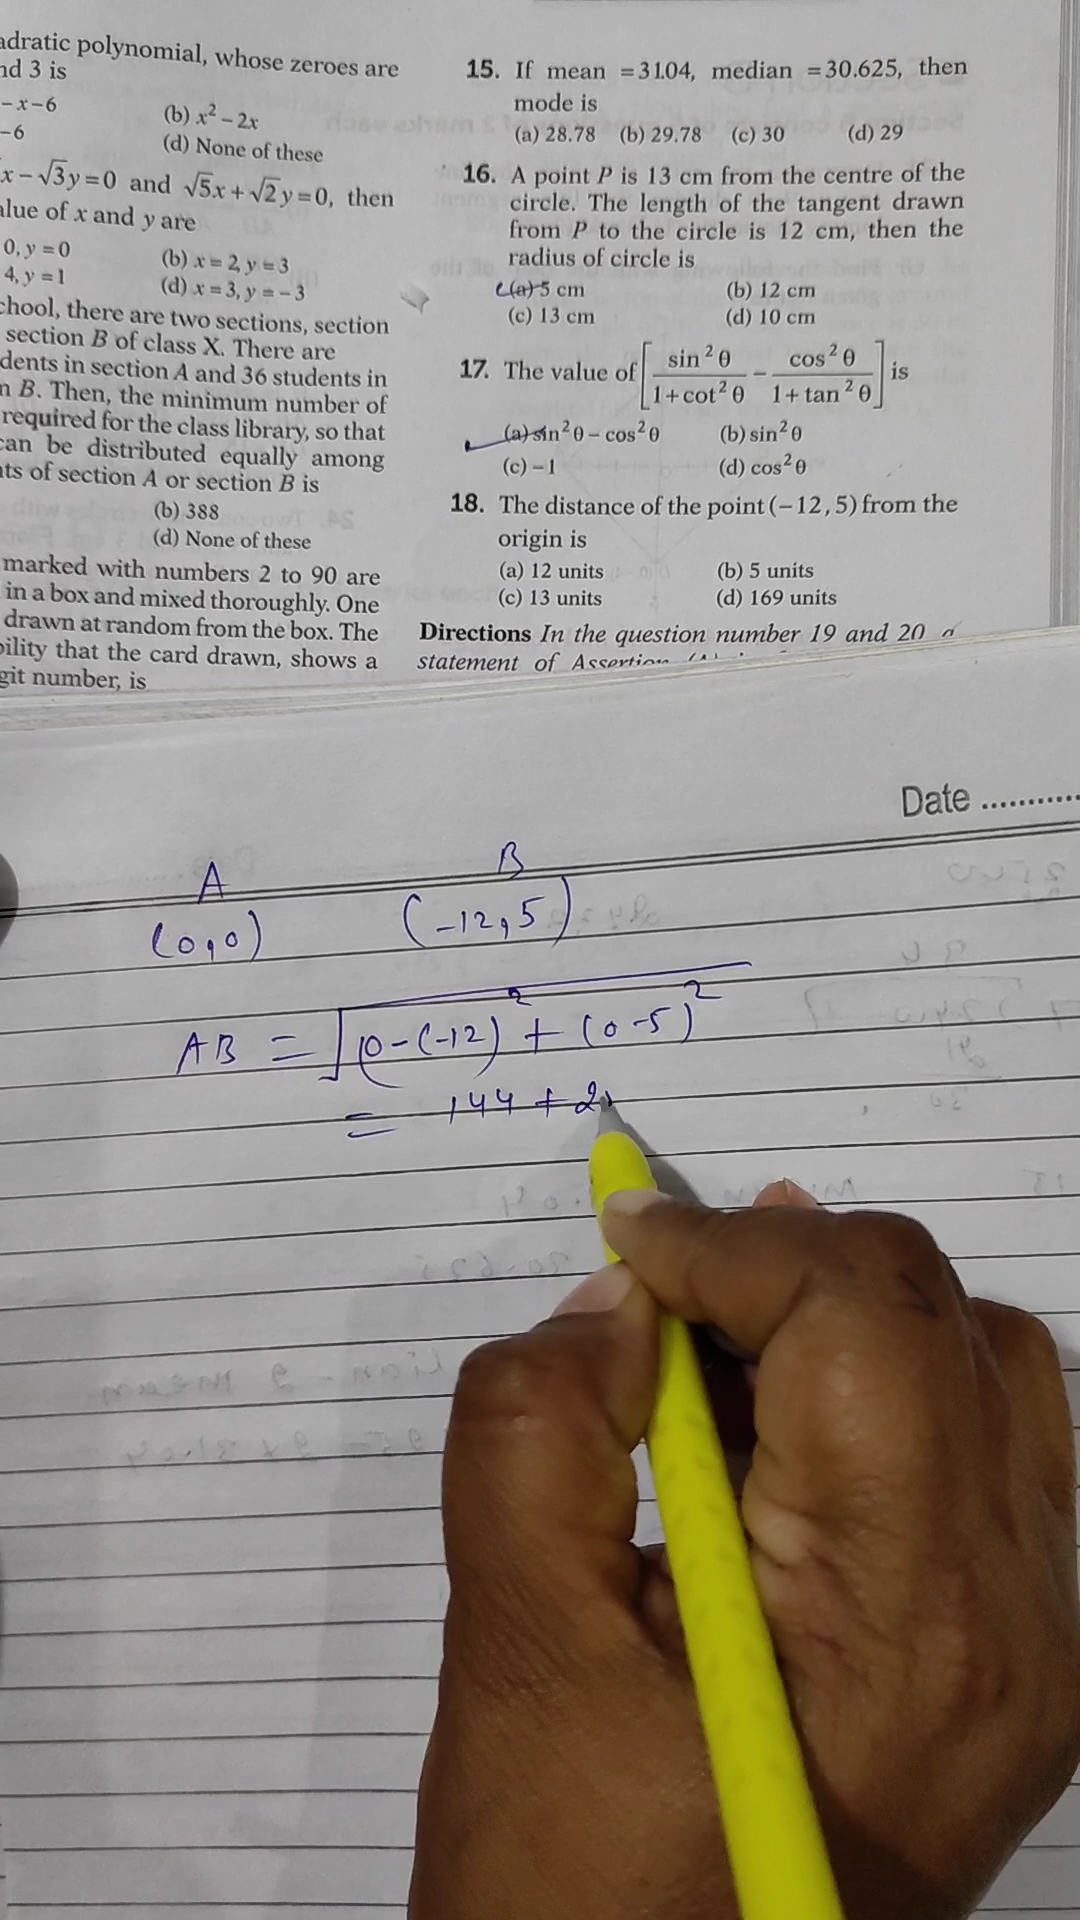 adratic polynomial, whose zeroes are
nd 3 is
–x–6
(b) x² – 2x
–6
(d) None of these
x – √3y = 0 and √5x + √2y = 0, then
alue of x and y are
0, y = 0
(b) x = 2, y = 3
4, y = 1
(d) x = 3, y = – 3
chool, there are two sections, section
section B of class X. There are
dents in section A and 36 students in
n B. Then, the minimum number of
required for the class library, so that
can be distributed equally among
nts of section A or section B is
(b) 388
(d) None of these
marked with numbers 2 to 90 are
in a box and mixed thoroughly. One
drawn at random from the box. The
bility that the card drawn, shows a
git number, is
15. If mean = 31.04, median = 30.625, then
mode is
(a) 28.78 (b) 29.78 (c) 30 (d) 29
16. A point P is 13 cm from the centre of the
circle. The length of the tangent drawn
from P to the circle is 12 cm, then the
radius of circle is
(a) 5 cm (b) 12 cm
(c) 13 cm (d) 10 cm
17. The value of [sin²θ / 1 + cot²θ – cos²θ / 1 + tan²θ] is
(a) sin²θ – cos²θ (b) sin²θ
(c) – 1 (d) cos²θ
18. The distance of the point (– 12, 5) from the
origin is
(a) 12 units (b) 5 units
(c) 13 units (d) 169 units
Directions In the question number 19 and 20, a
statement of Assertion (A)
Date ...........
A B
(0,0) (-12,5)
AB = √(0-(-12)² + (0-5)²
= 144 + 2